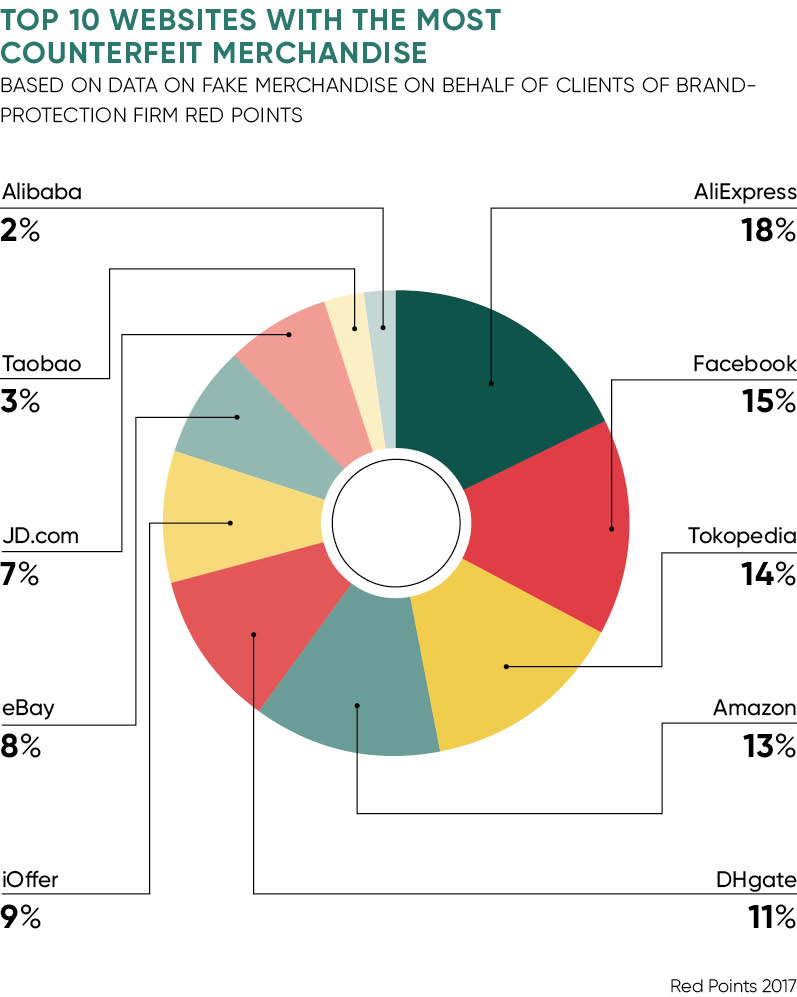 TOP 10 WEBSITES WITH THE MOST
COUNTERFEIT MERCHANDISE
BASED ON DATA ON FAKE MERCHANDISE ON BEHALF OF CLIENTS OF BRAND-
PROTECTION FIRM RED POINTS
Alibaba
2%
AliExpress
18%
Taobao
3%
Facebook
15%
JD.com
7%
Tokopedia
14%
eBay
8%
Amazon
13%
iOffer
9%
DHgate
11%
Red Points 2017